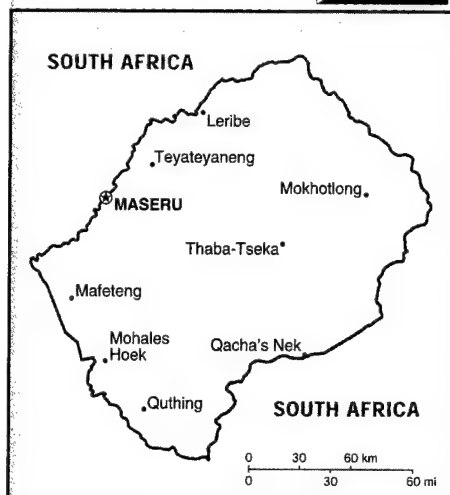 SOUTH AFRICA
Leribe
Teyateyaneng
Mokhotlong
MASERU
Thaba-Tseka
Mafeteng
Mohales
Hoek
Qacha's Nek
Quthing
SOUTH AFRICA
0 30 60 km
0 30 60 mi